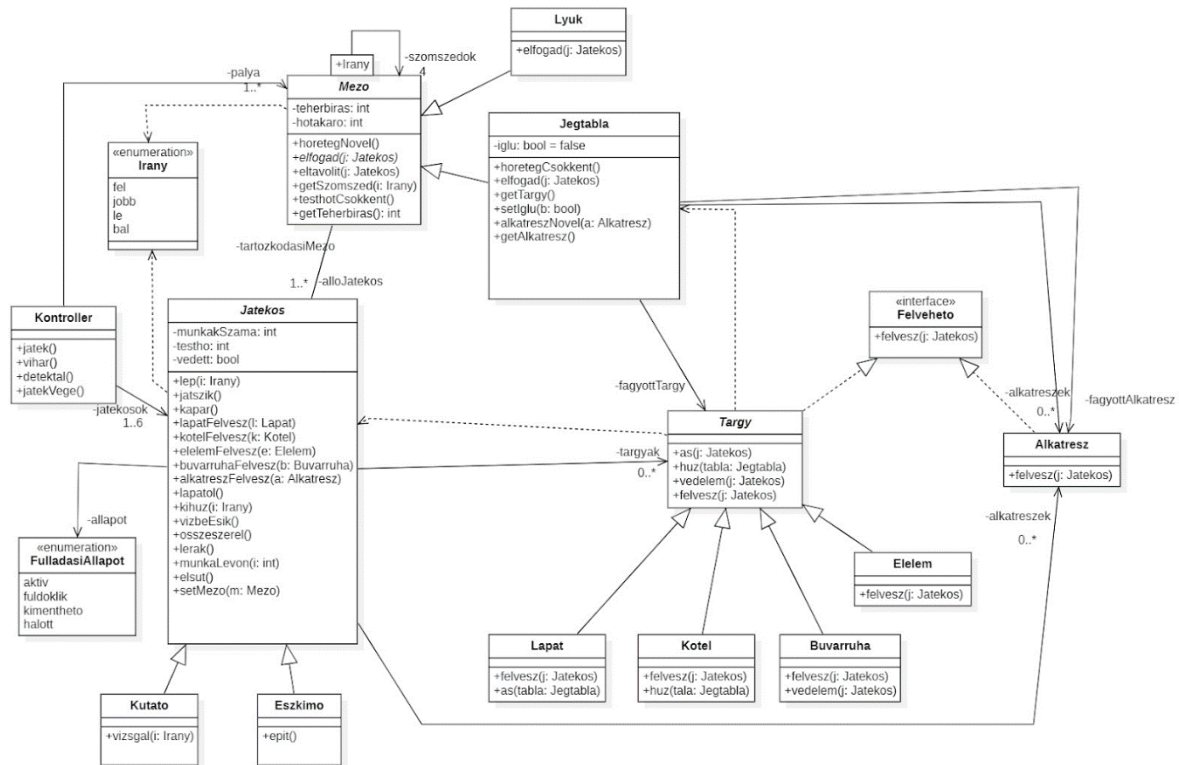 Lyuk
+elfogad(j: Jatekos)
+Irany
-szomszedok
4
-palya
1..*
Mezo
-teherbiras: int
-hotakaro: int
+horetegNovel()
+elfogad(j: Jatekos)
+eltavolit(j: Jatekos)
+getSzomszed(i: Irany)
+testhotCsokkent()
+getTeherbiras(): int
Jegtabla
-iglu: bool = false
+horetegCsokkent()
+elfogad(j: Jatekos)
+getTargy()
+setIglu(b: bool)
+alkatreszNovel(a: Alkatresz)
+getAlkatresz()
«enumeration»
Irany
fel
jobb
le
bal
-tartozkodasiMezo
1..*
-alloJatekos
Kontroller
+jatek()
+vihar()
+detektal()
+jatekVege()
-jatekosok
1..6
Jatekos
-munkakSzama: int
-testho: int
-vedett: bool
+lep(i: Irany)
+jatszik()
+kapar()
+lapatFelvesz(l: Lapat)
+kotelFelvesz(k: Kotel)
+elelemFelvesz(e: Elelem)
+buvarruhaFelvesz(b: Buvarruha)
+alkatreszFelvesz(a: Alkatresz)
+lapatol()
+kihuz(i: Irany)
+vizbeEsik()
+osszeszerel()
+lerak()
+munkaLevon(i: int)
+elsut()
+setMezo(m: Mezo)
«interface»
Felveheto
+felvesz(j: Jatekos)
-fagyottTargy
-alkatreszek
0..*
-fagyottAlkatresz
Targy
+as(j: Jatekos)
+huz(tabla: Jegtabla)
+vedelem(j: Jatekos)
+felvesz(j: Jatekos)
-targyak
0..*
Alkatresz
+felvesz(j: Jatekos)
-alkatreszek
0..*
-allapot
«enumeration»
FulladasiAllapot
aktiv
fuldoklik
kimentheto
halott
Elelem
+felvesz(j: Jatekos)
Lapat
+felvesz(j: Jatekos)
+as(tabla: Jegtabla)
Kotel
+felvesz(j: Jatekos)
+huz(tala: Jegtabla)
Buvarruha
+felvesz(j: Jatekos)
+vedelem(j: Jatekos)
Kutato
+vizsgal(i: Irany)
Eszkimo
+epit()